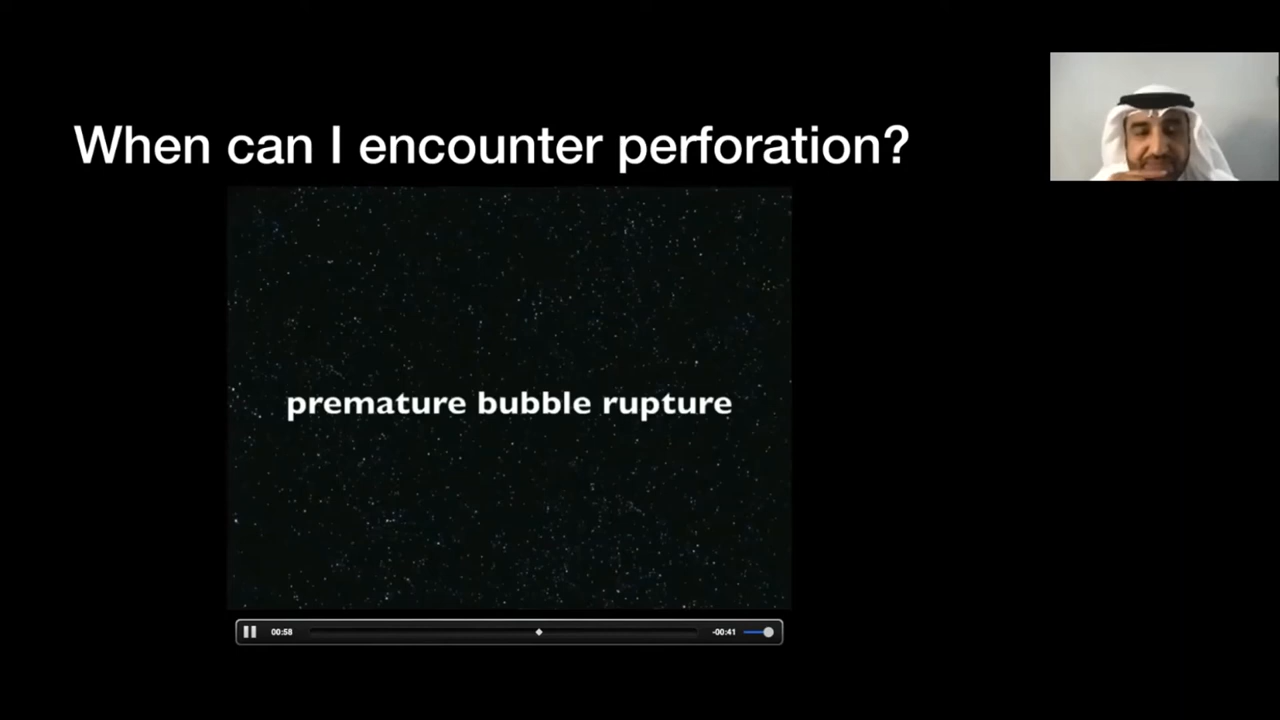 When can I encounter perforation?
premature bubble rupture
00:58
-00:41